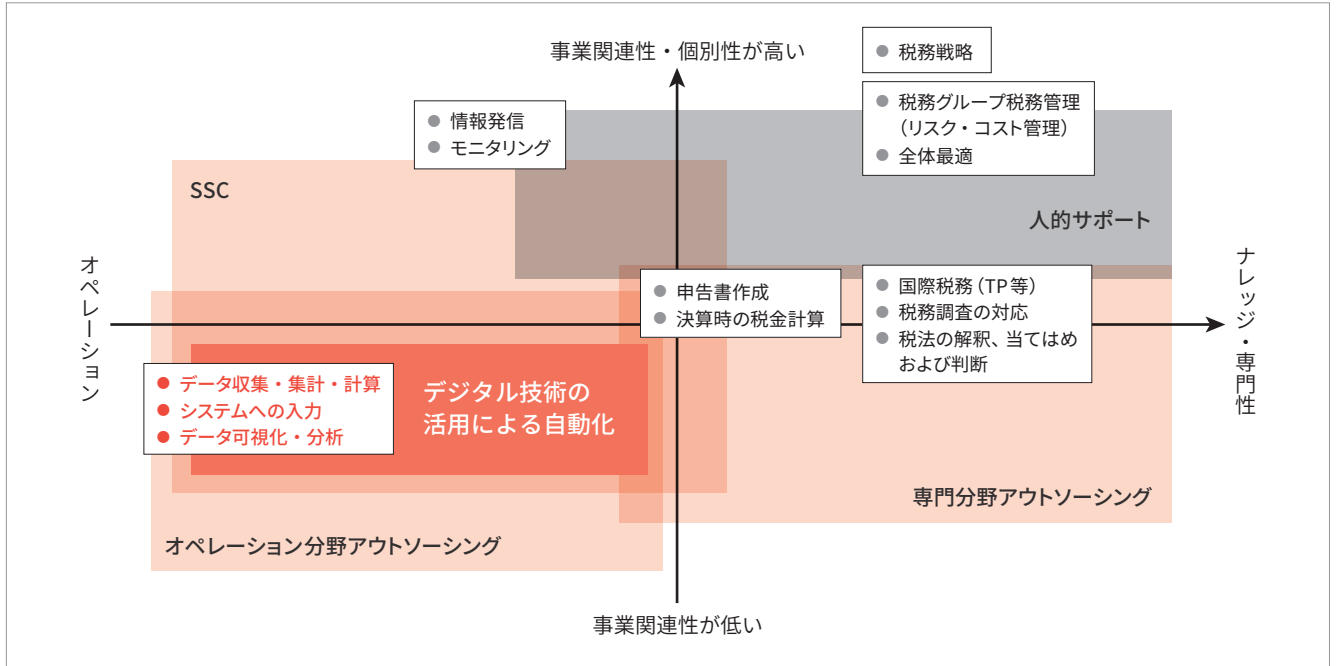 事業関連性・個別性が高い
税務戦略
税務グループ税務管理
（リスク・コスト管理）
全体最適
情報発信
モニタリング
SSC
人的サポート
オペレーション
ナレッジ・専門性
申告書作成
決算時の税金計算
国際税務（TP等）
税務調査の対応
税法の解釈、当てはめ
および判断
データ収集・集計・計算
システムへの入力
データ可視化・分析
デジタル技術の
活用による自動化
専門分野アウトソーシング
オペレーション分野アウトソーシング
事業関連性が低い